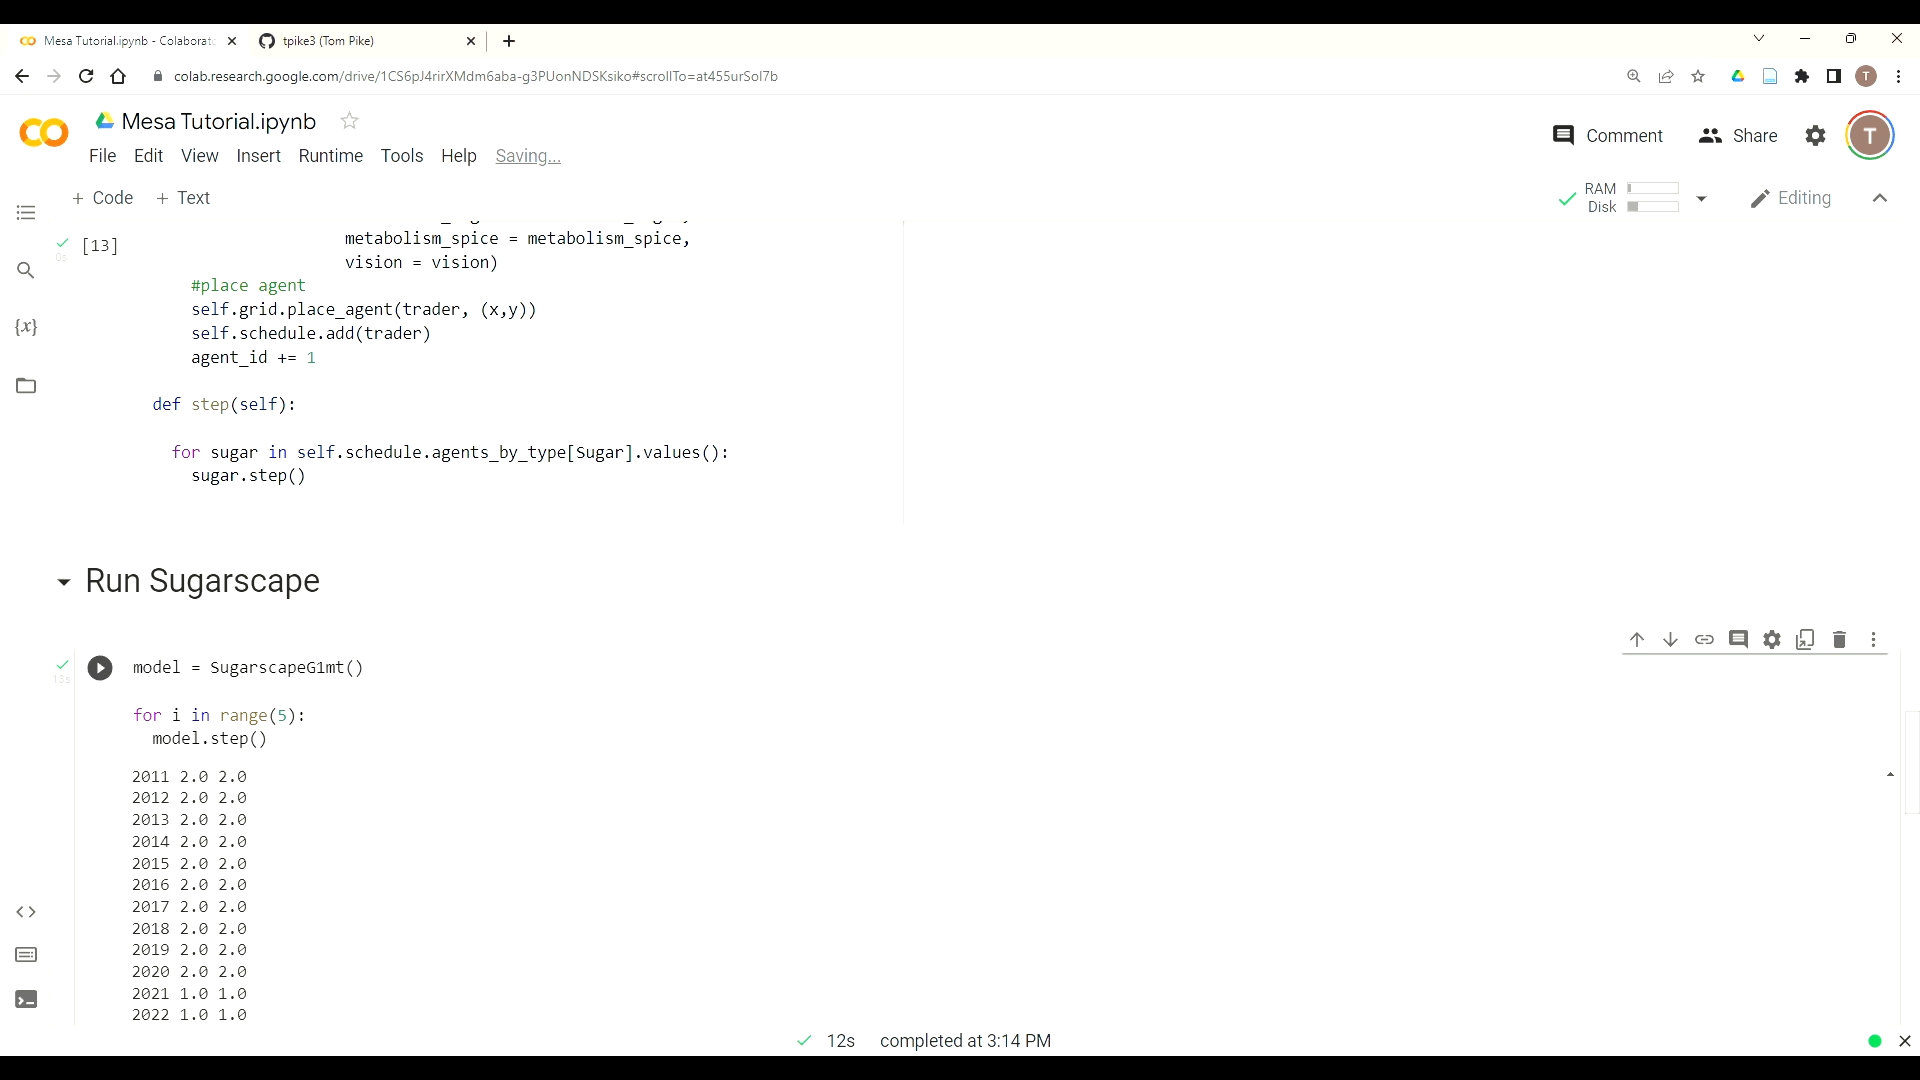 Mesa Tutorial.ipynb - Colaborat
tpike3 (Tom Pike)
colab.research.google.com/drive/1CS6pJ4rirXMdm6aba-g3PUonNDSKsiko#scrollTo=at455urSol7b
T
Mesa Tutorial.ipynb
File Edit View Insert Runtime Tools Help Saving...
Comment Share T
+ Code + Text
RAM
Disk
Editing
[13]
0s
metabolism_spice = metabolism_spice,
vision = vision)
#place agent
self.grid.place_agent(trader, (x,y))
self.schedule.add(trader)
agent_id += 1
def step(self):
for sugar in self.schedule.agents_by_type[Sugar].values():
sugar.step()
Run Sugarscape
13s
model = SugarscapeG1mt()
for i in range(5):
model.step()
2011 2.0 2.0
2012 2.0 2.0
2013 2.0 2.0
2014 2.0 2.0
2015 2.0 2.0
2016 2.0 2.0
2017 2.0 2.0
2018 2.0 2.0
2019 2.0 2.0
2020 2.0 2.0
2021 1.0 1.0
2022 1.0 1.0
12s completed at 3:14 PM